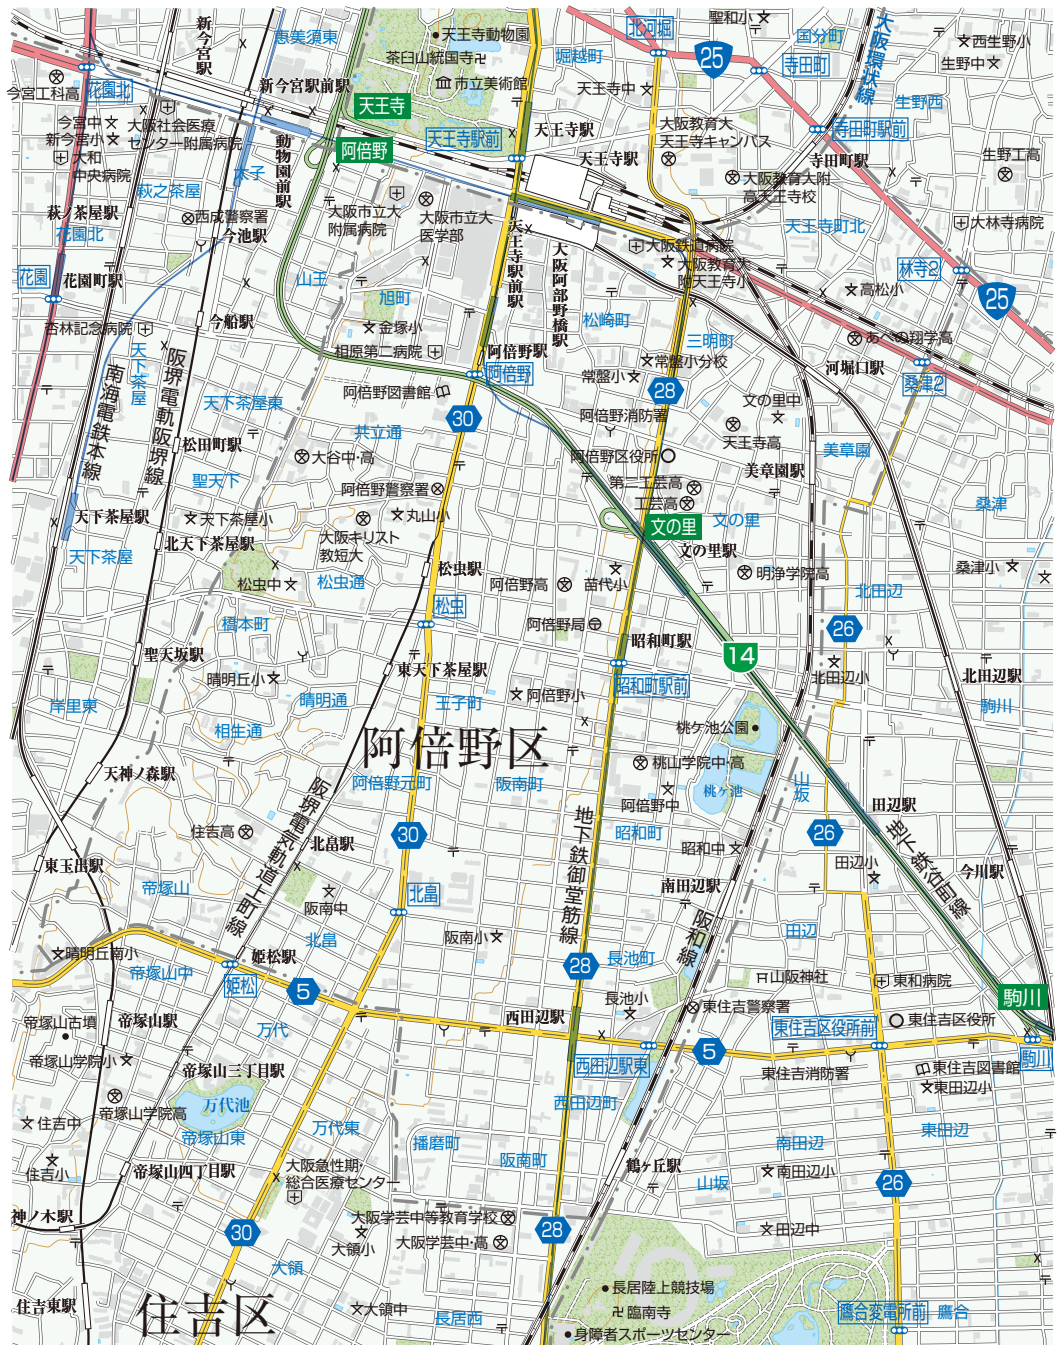 新今宮駅
恵美須東
天王寺動物園
茶臼山統国寺卍
市立美術館
堀越町
北河堀
聖和小
25
国分町
大阪環状線
西生野小
生野中
寺田町
花園北
今宮工科高
新今宮駅前駅
天王寺
天王寺中
生野西
今宮中
新今宮小
大阪社会医療
センター附属病院
動物園前駅
阿倍野
天王寺駅前
天王寺駅
大阪教育大
天王寺キャンパス
寺田町駅前
大和
中央病院
太子
天王寺駅
寺田町駅
生野工高
萩之茶屋
大阪教育大附
高天王寺校
萩ノ茶屋駅
西成警察署
大阪市立大
附属病院
大阪市立大
医学部
天王寺町北
大林寺病院
花園北
今池駅
天王寺駅前駅
大阪阿部野橋駅
大阪鉄道病院
大阪教育大
附天王寺小
花園
花園町駅
山王
旭町
林寺2
高松小
25
今船駅
杏林記念病院
金塚小
松崎町
三明町
あべの翔学高
天下茶屋
阪堺電軌阪堺線
南海電鉄本線
相原第二病院
阿倍野駅
阿倍野
常盤小分校
常盤小
河堀口駅
桑津2
天下茶屋東
阿倍野図書館
30
28
阿倍野消防署
文の里中
共立通
松田町駅
大谷中・高
天王寺高
美章園
阿倍野区役所
美章園駅
聖天下
阿倍野警察署
第二工芸高
工芸高
桑津
天下茶屋駅
天下茶屋小
丸山小
文の里
文の里
北天下茶屋駅
大阪キリスト
教短大
文の里駅
天下茶屋
松虫駅
松虫中
松虫通
阿倍野高
苗代小
明浄学院高
桑津小
北田辺
松虫
橋本町
阿倍野局
26
昭和町駅
14
聖天坂駅
東天下茶屋駅
晴明丘小
北田辺小
北田辺駅
昭和町駅前
岸里東
晴明通
王子町
阿倍野小
駒川
相生通
桃ケ池公園
阿倍野区
桃山学院中・高
天神ノ森駅
阿倍野元町
阪南町
桃ケ池
山坂
阿倍野中
田辺駅
阪堺電気軌道上町線
地下鉄御堂筋線
地下鉄谷町線
住吉高
30
昭和町
26
北畠駅
昭和中
東玉出駅
田辺小
今川駅
帝塚山
南田辺駅
北畠
阪南中
阪和線
北畠
阪南小
田辺
晴明丘南小
姫松駅
帝塚山中
姫松
28
長池町
山阪神社
東和病院
5
駒川
帝塚山古墳
帝塚山駅
万代
西田辺駅
長池小
東住吉警察署
東住吉区役所前
東住吉区役所
帝塚山学院小
帝塚山三丁目駅
西田辺駅東
5
駒川
東住吉消防署
東住吉図書館
東田辺小
帝塚山学院高
万代池
西田辺町
住吉中
帝塚山東
万代東
播磨町
南田辺
東田辺
阪南町
住吉小
帝塚山四丁目駅
大阪急性期・
総合医療センター
鶴ヶ丘駅
山坂
南田辺小
26
神ノ木駅
大阪学芸中等教育学校
30
28
田辺中
大領小
大阪学芸中・高
大領
長居陸上競技場
住吉東駅
住吉区
大領中
長居西
卍臨南寺
鷹合変電所前
鷹合
身障者スポーツセンター